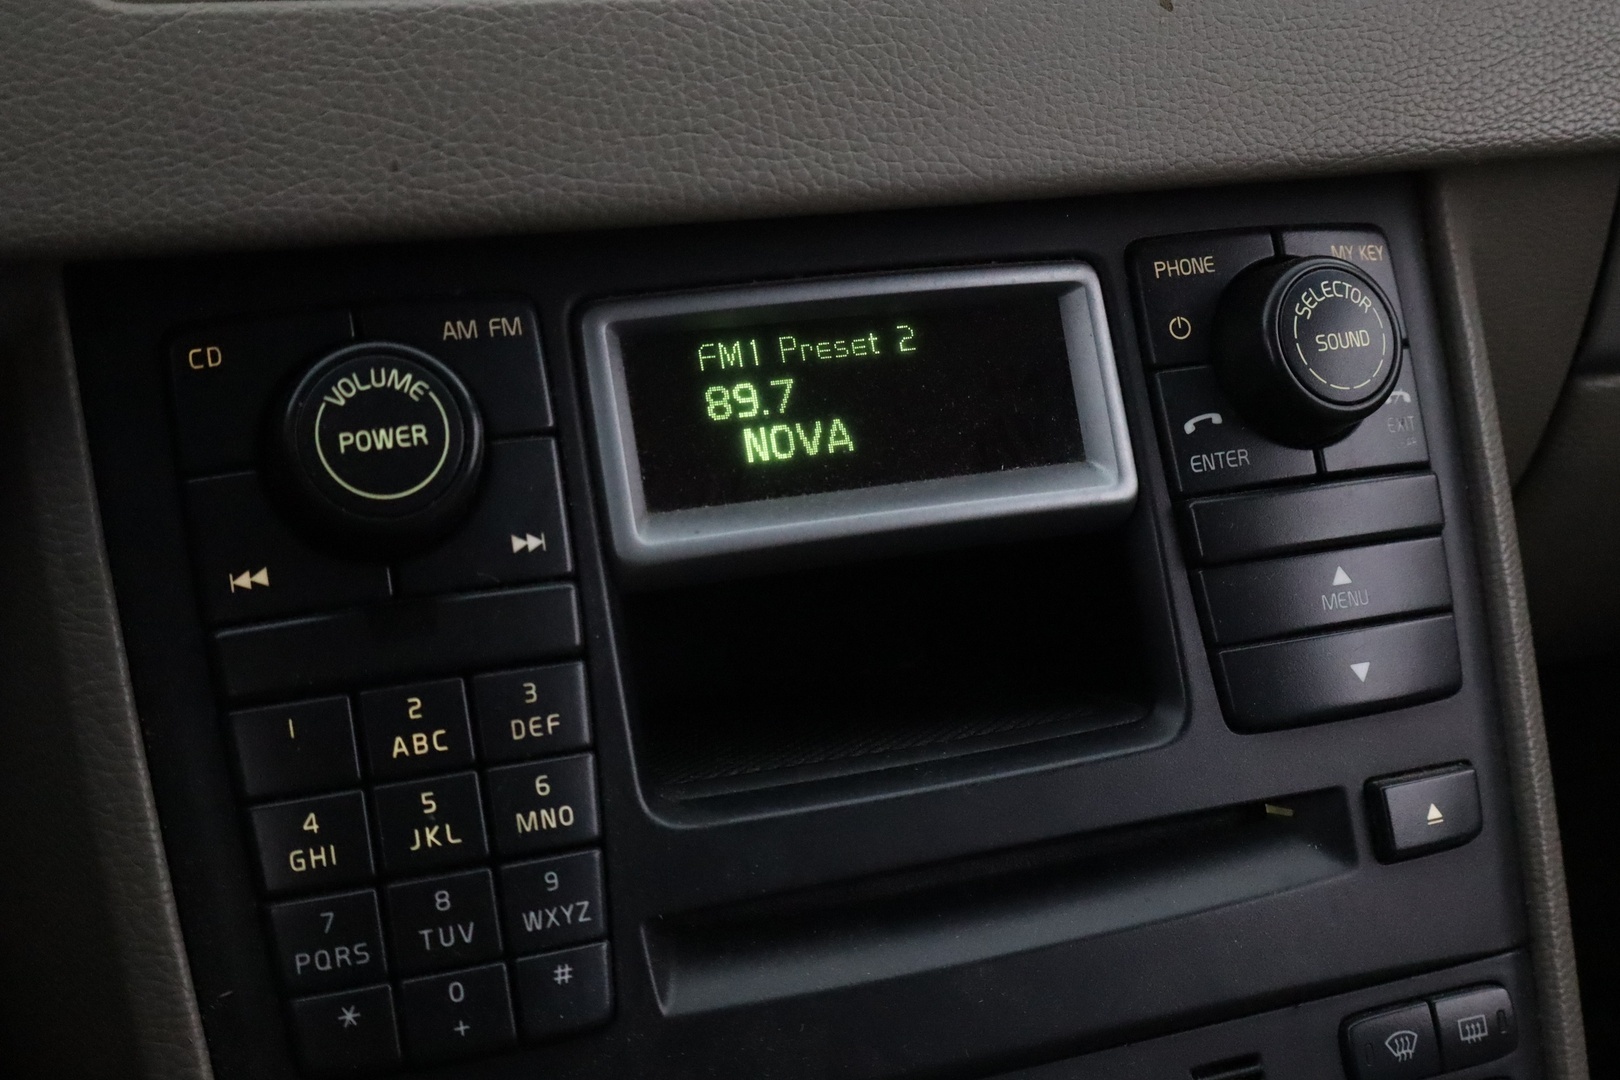 CD
AM FM
VOLUME
POWER
FM1 Preset 2
89.7
NOVA
PHONE
MY KEY
SELECTOR
SOUND
ENTER
EXIT
MENU
1
2
ABC
3
DEF
4
GHI
5
JKL
6
MNO
7
PQRS
8
TUV
9
WXYZ
*
0
+
#